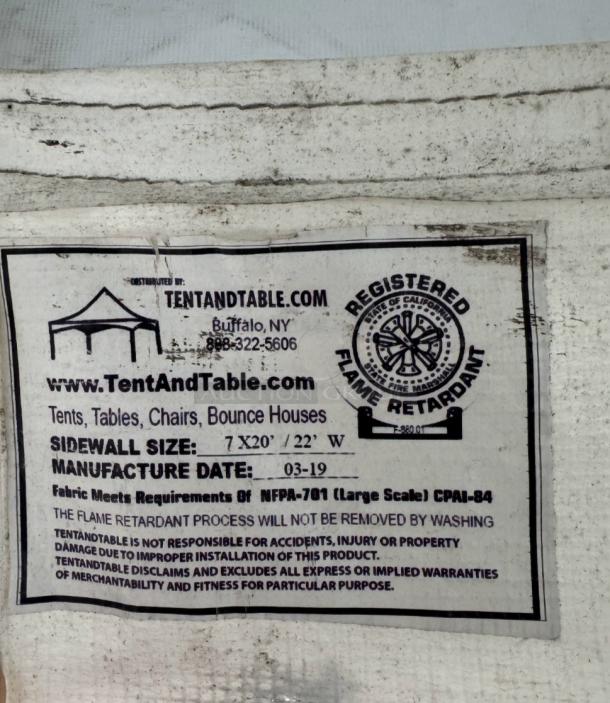 DISTRIBUTED BY:
TENTANDTABLE.COM
Buffalo, NY
888-322-5606
www.TentAndTable.com
Tents, Tables, Chairs, Bounce Houses
SIDEWALL SIZE: 7 X20' / 22' W
MANUFACTURE DATE: 03-19
REGISTERED
STATE OF CALIFORNIA
STATE FIRE MARSHALL
FLAME RETARDANT
F-880.01
Fabric Meets Requirements Of NFPA-701 (Large Scale) CPAI-84
THE FLAME RETARDANT PROCESS WILL NOT BE REMOVED BY WASHING
TENTANDTABLE IS NOT RESPONSIBLE FOR ACCIDENTS, INJURY OR PROPERTY
DAMAGE DUE TO IMPROPER INSTALLATION OF THIS PRODUCT.
TENTANDTABLE DISCLAIMS AND EXCLUDES ALL EXPRESS OR IMPLIED WARRANTIES
OF MERCHANTABILITY AND FITNESS FOR PARTICULAR PURPOSE.